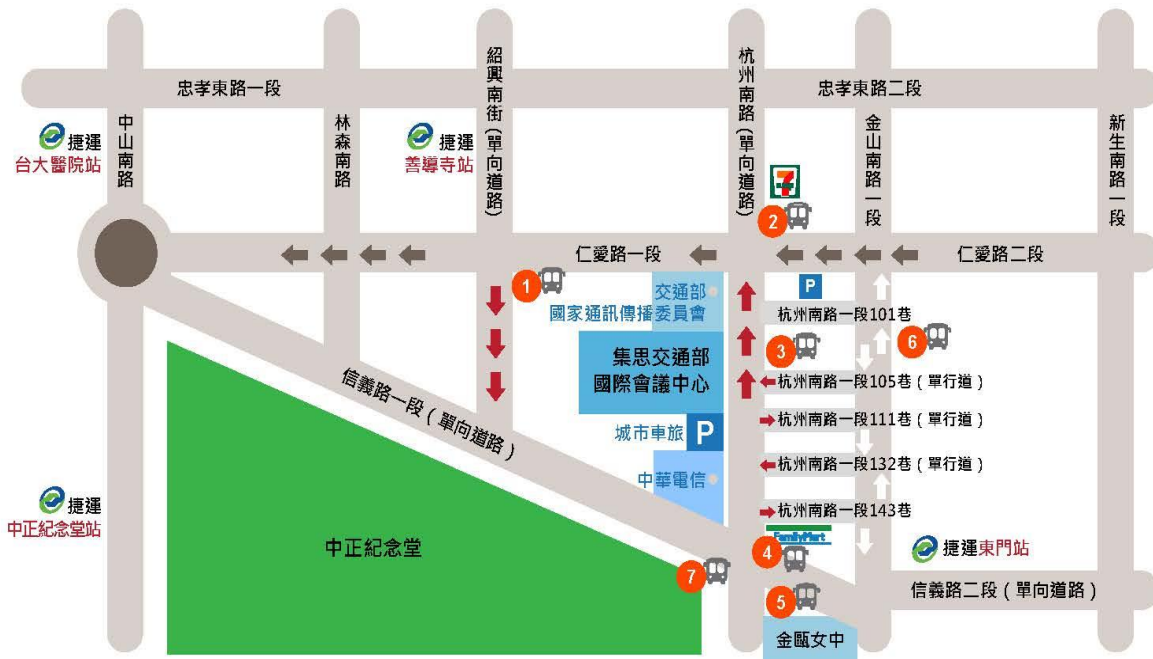 忠孝東路一段
忠孝東路二段
中山南路
林森南路
紹興南街(單向道路)
杭州南路(單向道路)
金山南路一段
新生南路一段
捷運
台大醫院站
捷運
善導寺站
7
2
仁愛路一段
仁愛路二段
1
交通部
國家通訊傳播委員會
P
杭州南路一段101巷
3
6
集思交通部
國際會議中心
杭州南路一段105巷(單行道)
杭州南路一段111巷(單行道)
城市車旅
P
杭州南路一段132巷(單行道)
中華電信
杭州南路一段143巷
信義路一段(單向道路)
捷運
中正紀念堂站
中正紀念堂
FamilyMart
4
捷運東門站
7
5
信義路二段(單向道路)
金甌女中